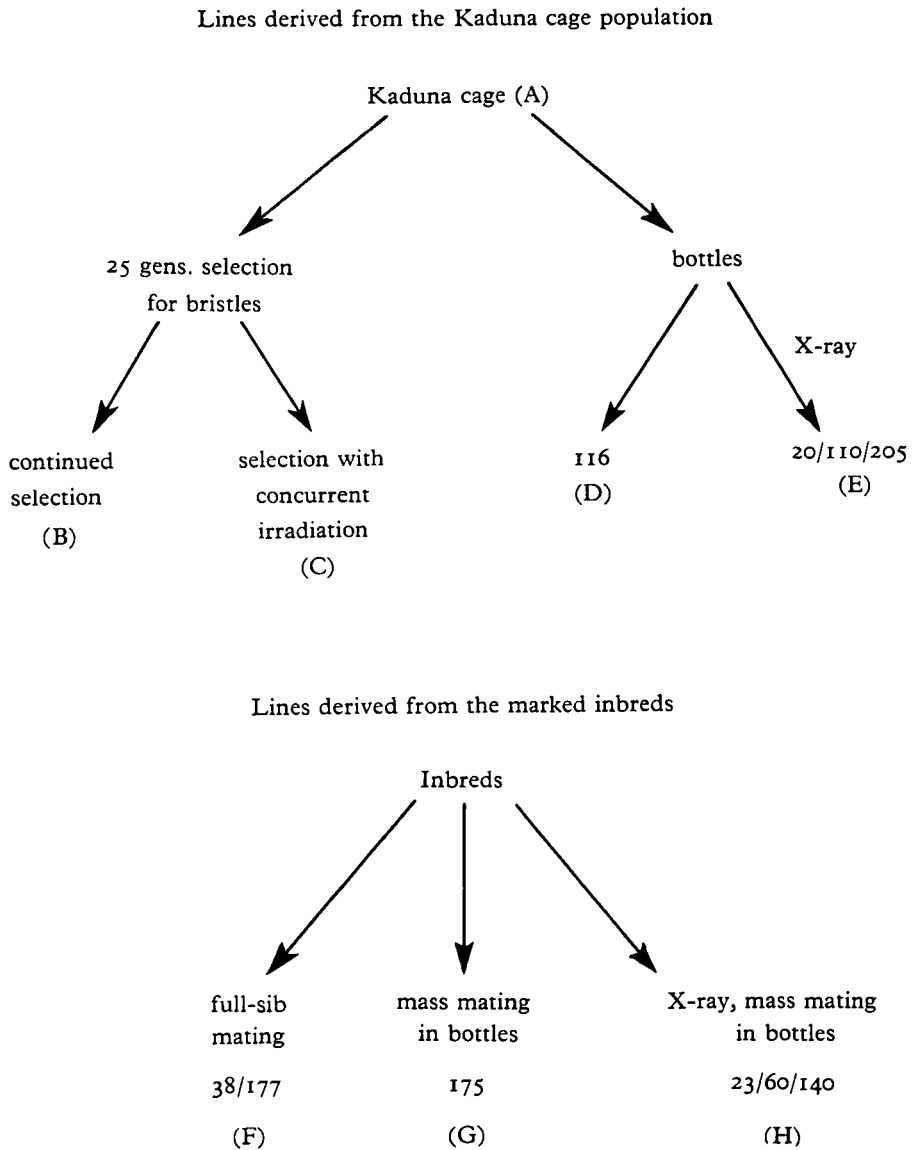 Lines derived from the Kaduna cage population
Kaduna cage (A)
25 gens. selection
for bristles
bottles
X-ray
continued
selection
(B)
selection with
concurrent
irradiation
(C)
116
(D)
20/110/205
(E)
Lines derived from the marked inbreds
Inbreds
full-sib
mating
38/177
(F)
mass mating
in bottles
175
(G)
X-ray, mass mating
in bottles
23/60/140
(H)